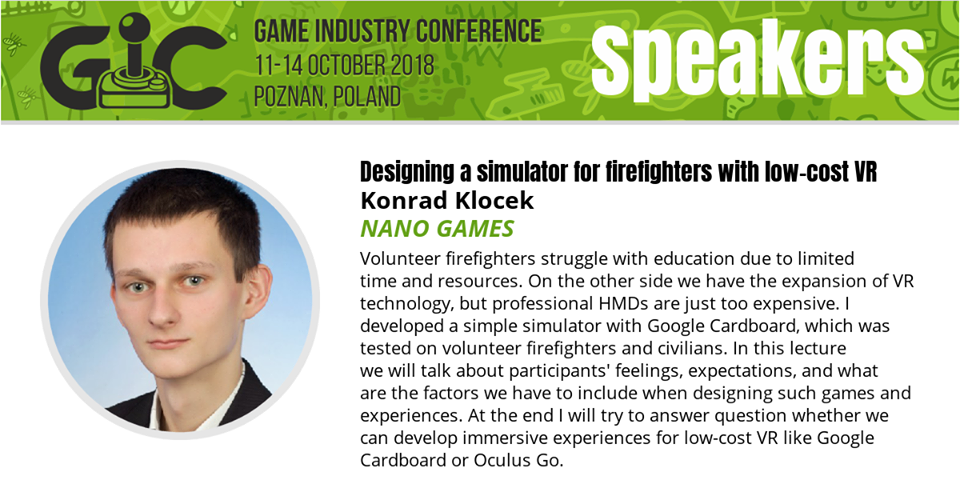 GIC
GAME INDUSTRY CONFERENCE
11-14 OCTOBER 2018
POZNAN, POLAND
Speakers
Designing a simulator for firefighters with low-cost VR
Konrad Klocek
NANO GAMES
Volunteer firefighters struggle with education due to limited
time and resources. On the other side we have the expansion of VR
technology, but professional HMDs are just too expensive. I
developed a simple simulator with Google Cardboard, which was
tested on volunteer firefighters and civilians. In this lecture
we will talk about participants' feelings, expectations, and what
are the factors we have to include when designing such games and
experiences. At the end I will try to answer question whether we
can develop immersive experiences for low-cost VR like Google
Cardboard or Oculus Go.